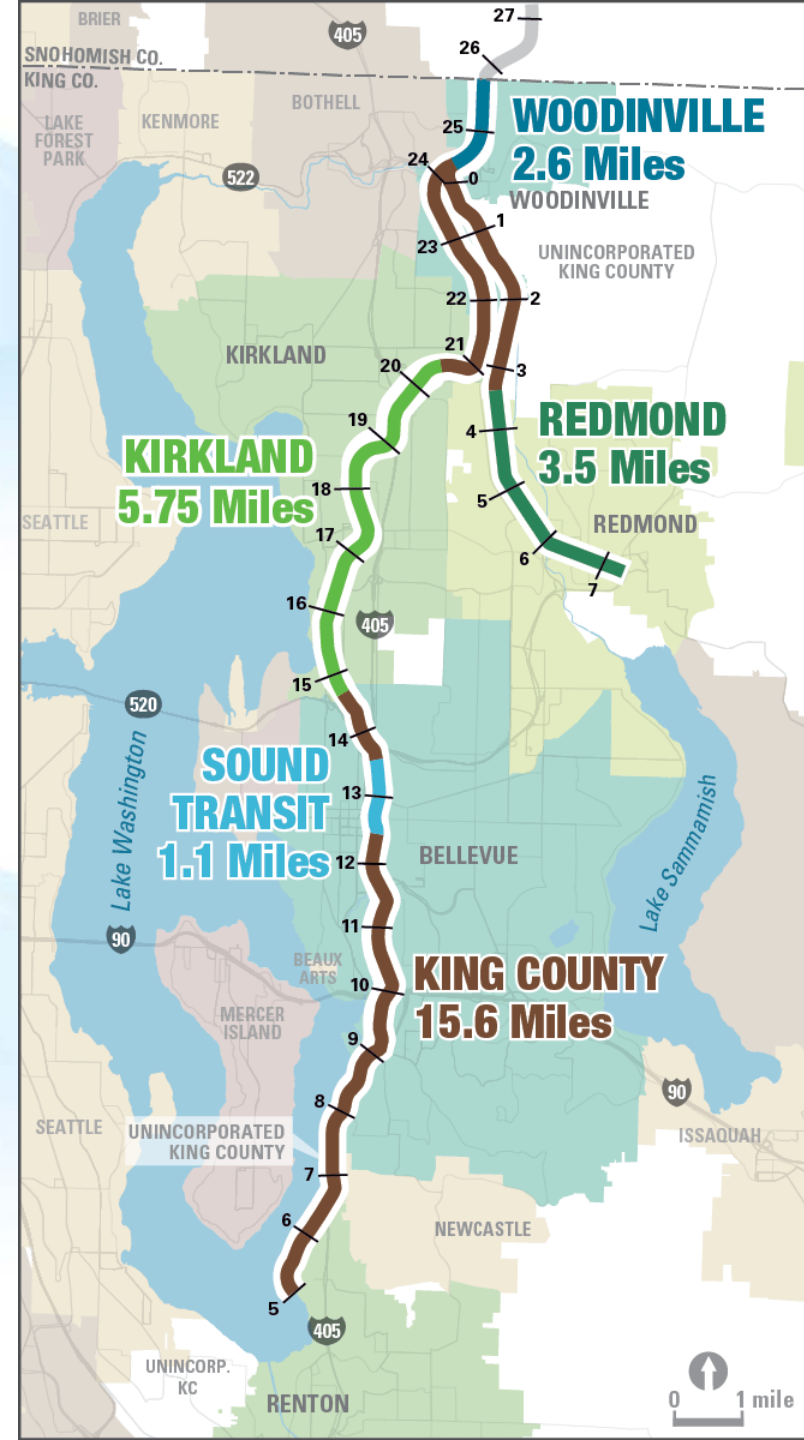 27
BRIER
405
26
SNOHOMISH CO.
KING CO.
BOTHELL
LAKE
FOREST
PARK
KENMORE
25
WOODINVILLE
2.6 Miles
24
522
0
WOODINVILLE
1
23
UNINCORPORATED
KING COUNTY
22
2
21
KIRKLAND
20
3
19
4
REDMOND
3.5 Miles
KIRKLAND
5.75 Miles
18
5
SEATTLE
REDMOND
17
6
7
16
405
15
520
14
Lake Washington
SOUND
TRANSIT
1.1 Miles
13
Lake Sammamish
12
BELLEVUE
11
90
BEAUX
ARTS
10
KING COUNTY
15.6 Miles
MERCER
ISLAND
9
90
8
SEATTLE
UNINCORPORATED
KING COUNTY
ISSAQUAH
7
6
NEWCASTLE
5
405
UNINCORP.
KC
RENTON
0 1 mile